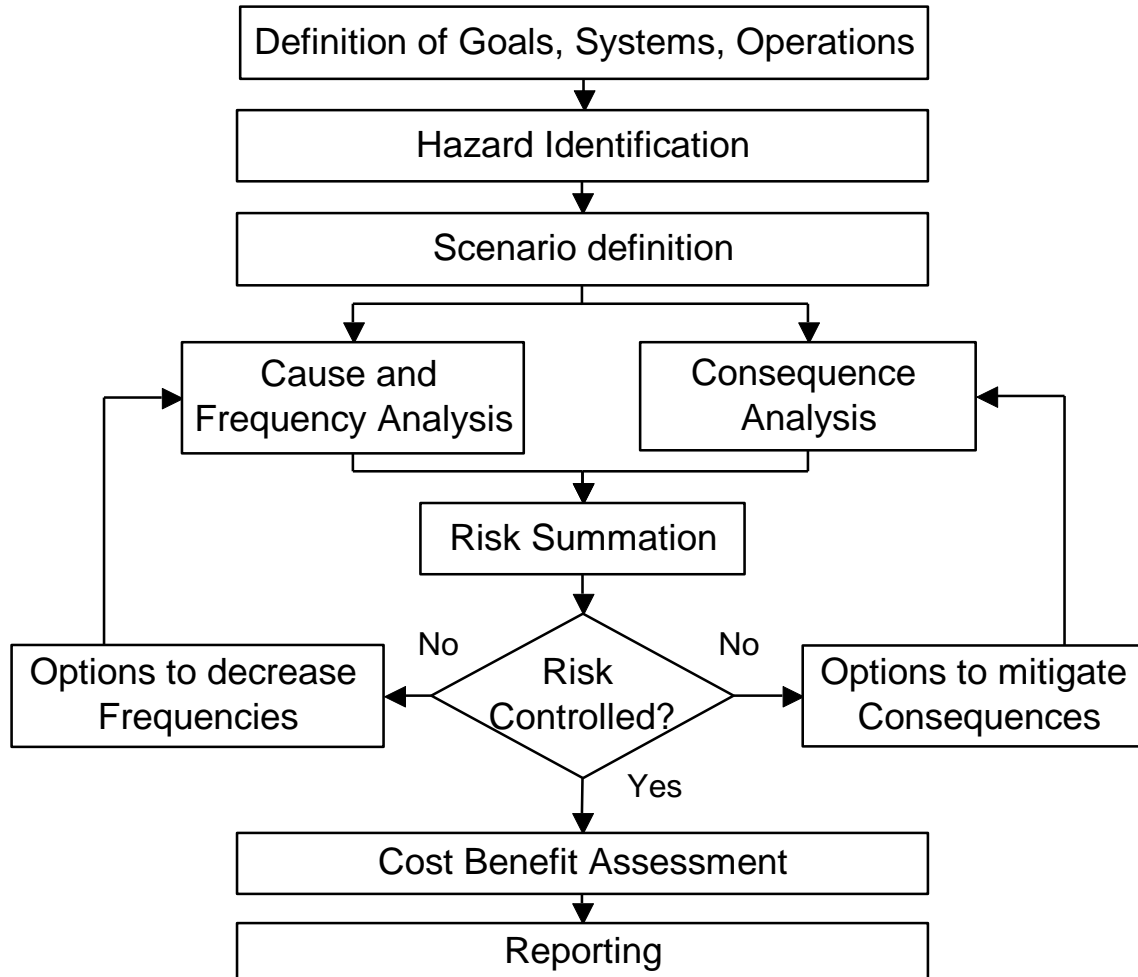 Definition of Goals, Systems, Operations
Hazard Identification
Scenario definition
Cause and
Frequency Analysis
Consequence
Analysis
Risk Summation
No
No
Options to decrease
Frequencies
Risk
Controlled?
Options to mitigate
Consequences
Yes
Cost Benefit Assessment
Reporting